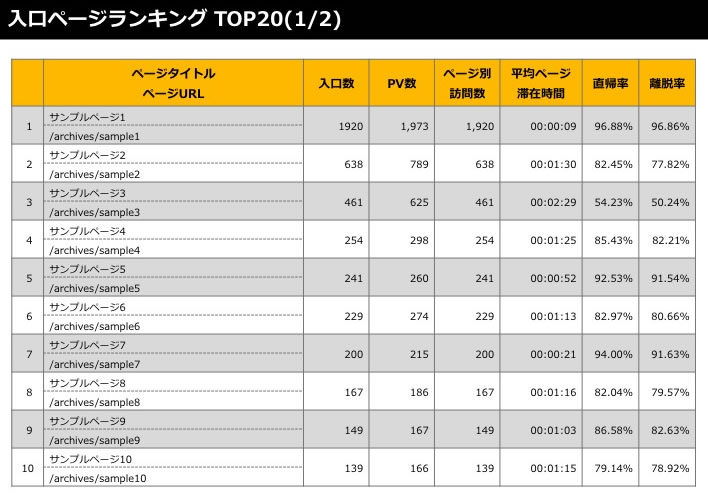 入口ページランキング TOP20(1/2)
ページタイトル
ページURL
入口数
PV数
ページ別
訪問数
平均ページ
滞在時間
直帰率
離脱率
1 サンプルページ1 /archives/sample1 1920 1,973 1,920 00:00:09 96.88% 96.86%
2 サンプルページ2 /archives/sample2 638 789 638 00:01:30 82.45% 77.82%
3 サンプルページ3 /archives/sample3 461 625 461 00:02:29 54.23% 50.24%
4 サンプルページ4 /archives/sample4 254 298 254 00:01:25 85.43% 82.21%
5 サンプルページ5 /archives/sample5 241 260 241 00:00:52 92.53% 91.54%
6 サンプルページ6 /archives/sample6 229 274 229 00:01:13 82.97% 80.66%
7 サンプルページ7 /archives/sample7 200 215 200 00:00:21 94.00% 91.63%
8 サンプルページ8 /archives/sample8 167 186 167 00:01:16 82.04% 79.57%
9 サンプルページ9 /archives/sample9 149 167 149 00:01:03 86.58% 82.63%
10 サンプルページ10 /archives/sample10 139 166 139 00:01:15 79.14% 78.92%